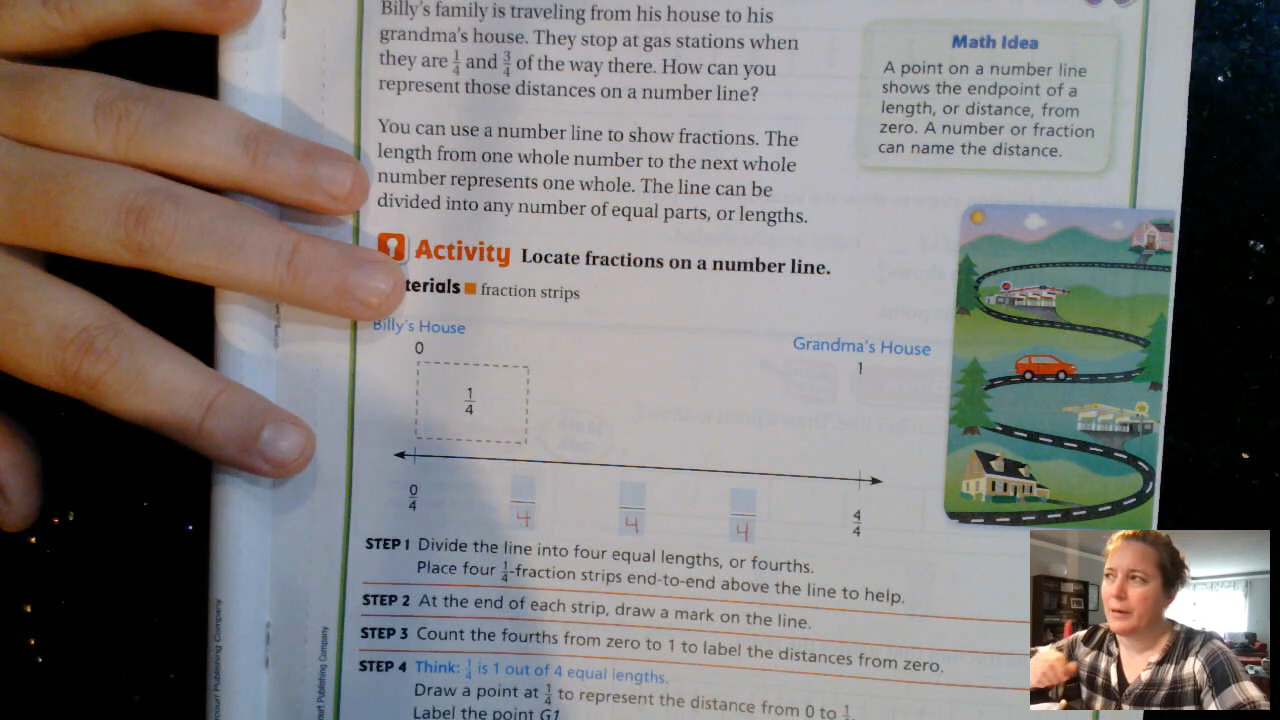 Billy's family is traveling from his house to his
grandma's house. They stop at gas stations when
they are 1/4 and 3/4 of the way there. How can you
represent those distances on a number line?
Math Idea
A point on a number line
shows the endpoint of a
length, or distance, from
zero. A number or fraction
can name the distance.
You can use a number line to show fractions. The
length from one whole number to the next whole
number represents one whole. The line can be
divided into any number of equal parts, or lengths.
Activity Locate fractions on a number line.
terials ■ fraction strips
Billy's House
Grandma's House
0
1
1/4
0/4
4
4
4
4/4
STEP 1 Divide the line into four equal lengths, or fourths.
Place four 1/4-fraction strips end-to-end above the line to help.
STEP 2 At the end of each strip, draw a mark on the line.
STEP 3 Count the fourths from zero to 1 to label the distances from zero.
STEP 4 Think: 1/4 is 1 out of 4 equal lengths.
Draw a point at 1/4 to represent the distance from 0 to
Label the point G1
court Publishing Company
court Publishing Company